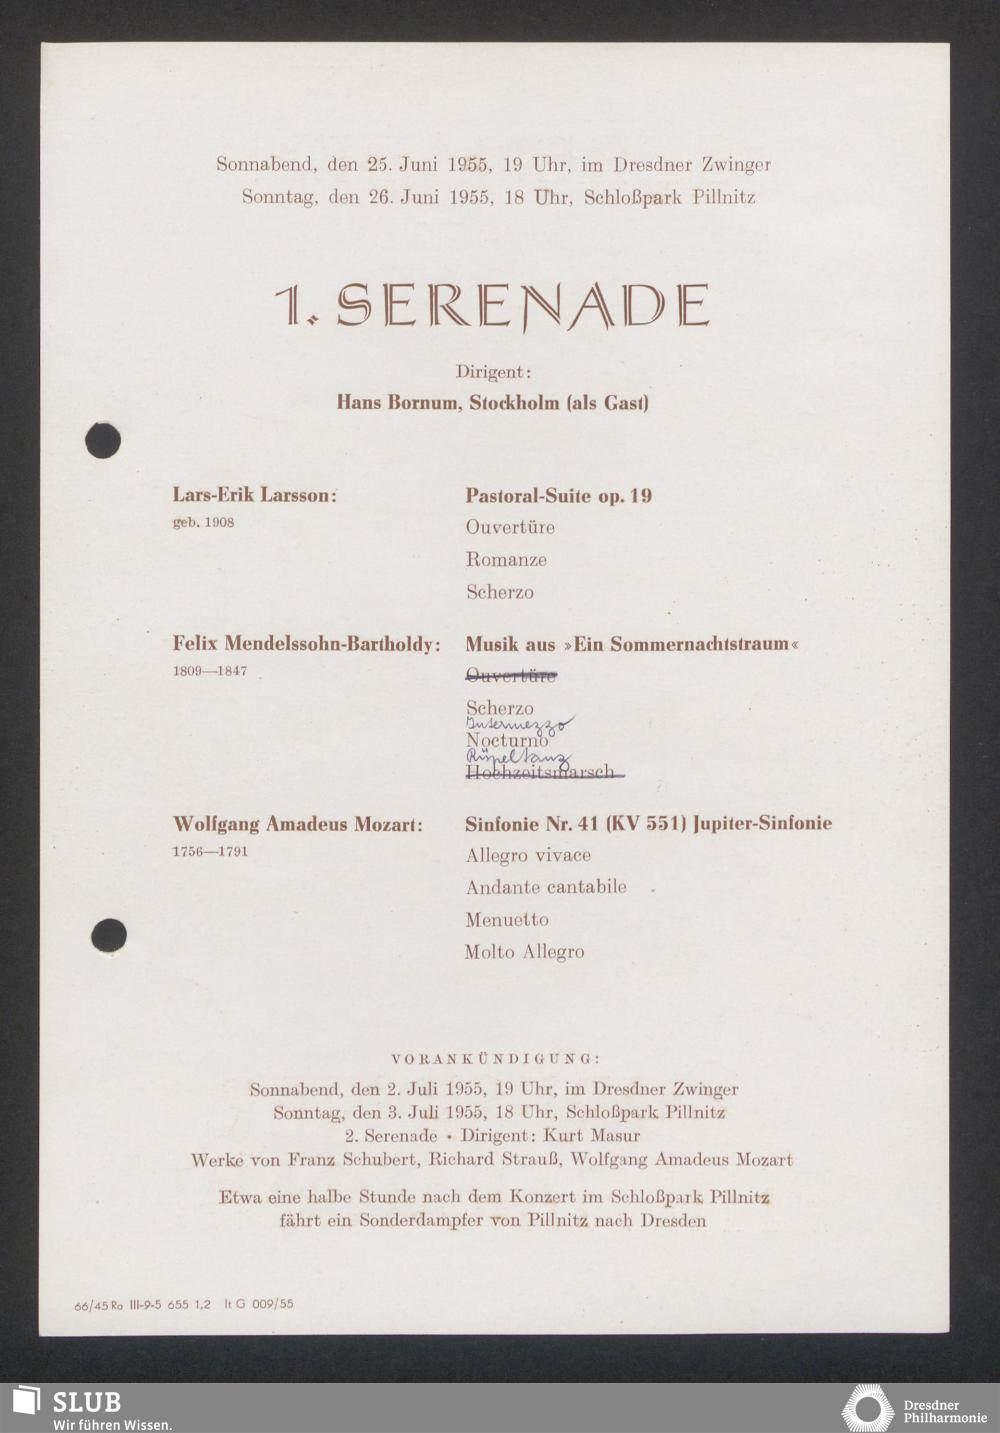 Sonnabend, den 25. Juni 1955, 19 Uhr, im Dresdner Zwinger
Sonntag, den 26. Juni 1955, 18 Uhr, Schloßpark Pillnitz
1. SERENADE
Dirigent:
Hans Bornum, Stockholm (als Gast)
Lars-Erik Larsson:
geb. 1908
Pastoral-Suite op. 19
Ouvertüre
Romanze
Scherzo
Felix Mendelssohn-Bartholdy:
1809—1847
Musik aus »Ein Sommernachtstraum«
Ouvertüre
Scherzo
Intermezzo
Nocturno
Rüpeltanz
Hochzeitsmarsch
Wolfgang Amadeus Mozart:
1756—1791
Sinfonie Nr. 41 (KV 551) Jupiter-Sinfonie
Allegro vivace
Andante cantabile
Menuetto
Molto Allegro
VORANKÜNDIGUNG:
Sonnabend, den 2. Juli 1955, 19 Uhr, im Dresdner Zwinger
Sonntag, den 3. Juli 1955, 18 Uhr, Schloßpark Pillnitz
2. Serenade • Dirigent: Kurt Masur
Werke von Franz Schubert, Richard Strauß, Wolfgang Amadeus Mozart
Etwa eine halbe Stunde nach dem Konzert im Schloßpark Pillnitz
fährt ein Sonderdampfer von Pillnitz nach Dresden
66/45 Ra III-9-5 655 1,2 It G 009/55
SLUB
Wir führen Wissen.
Dresdner
Philharmonie